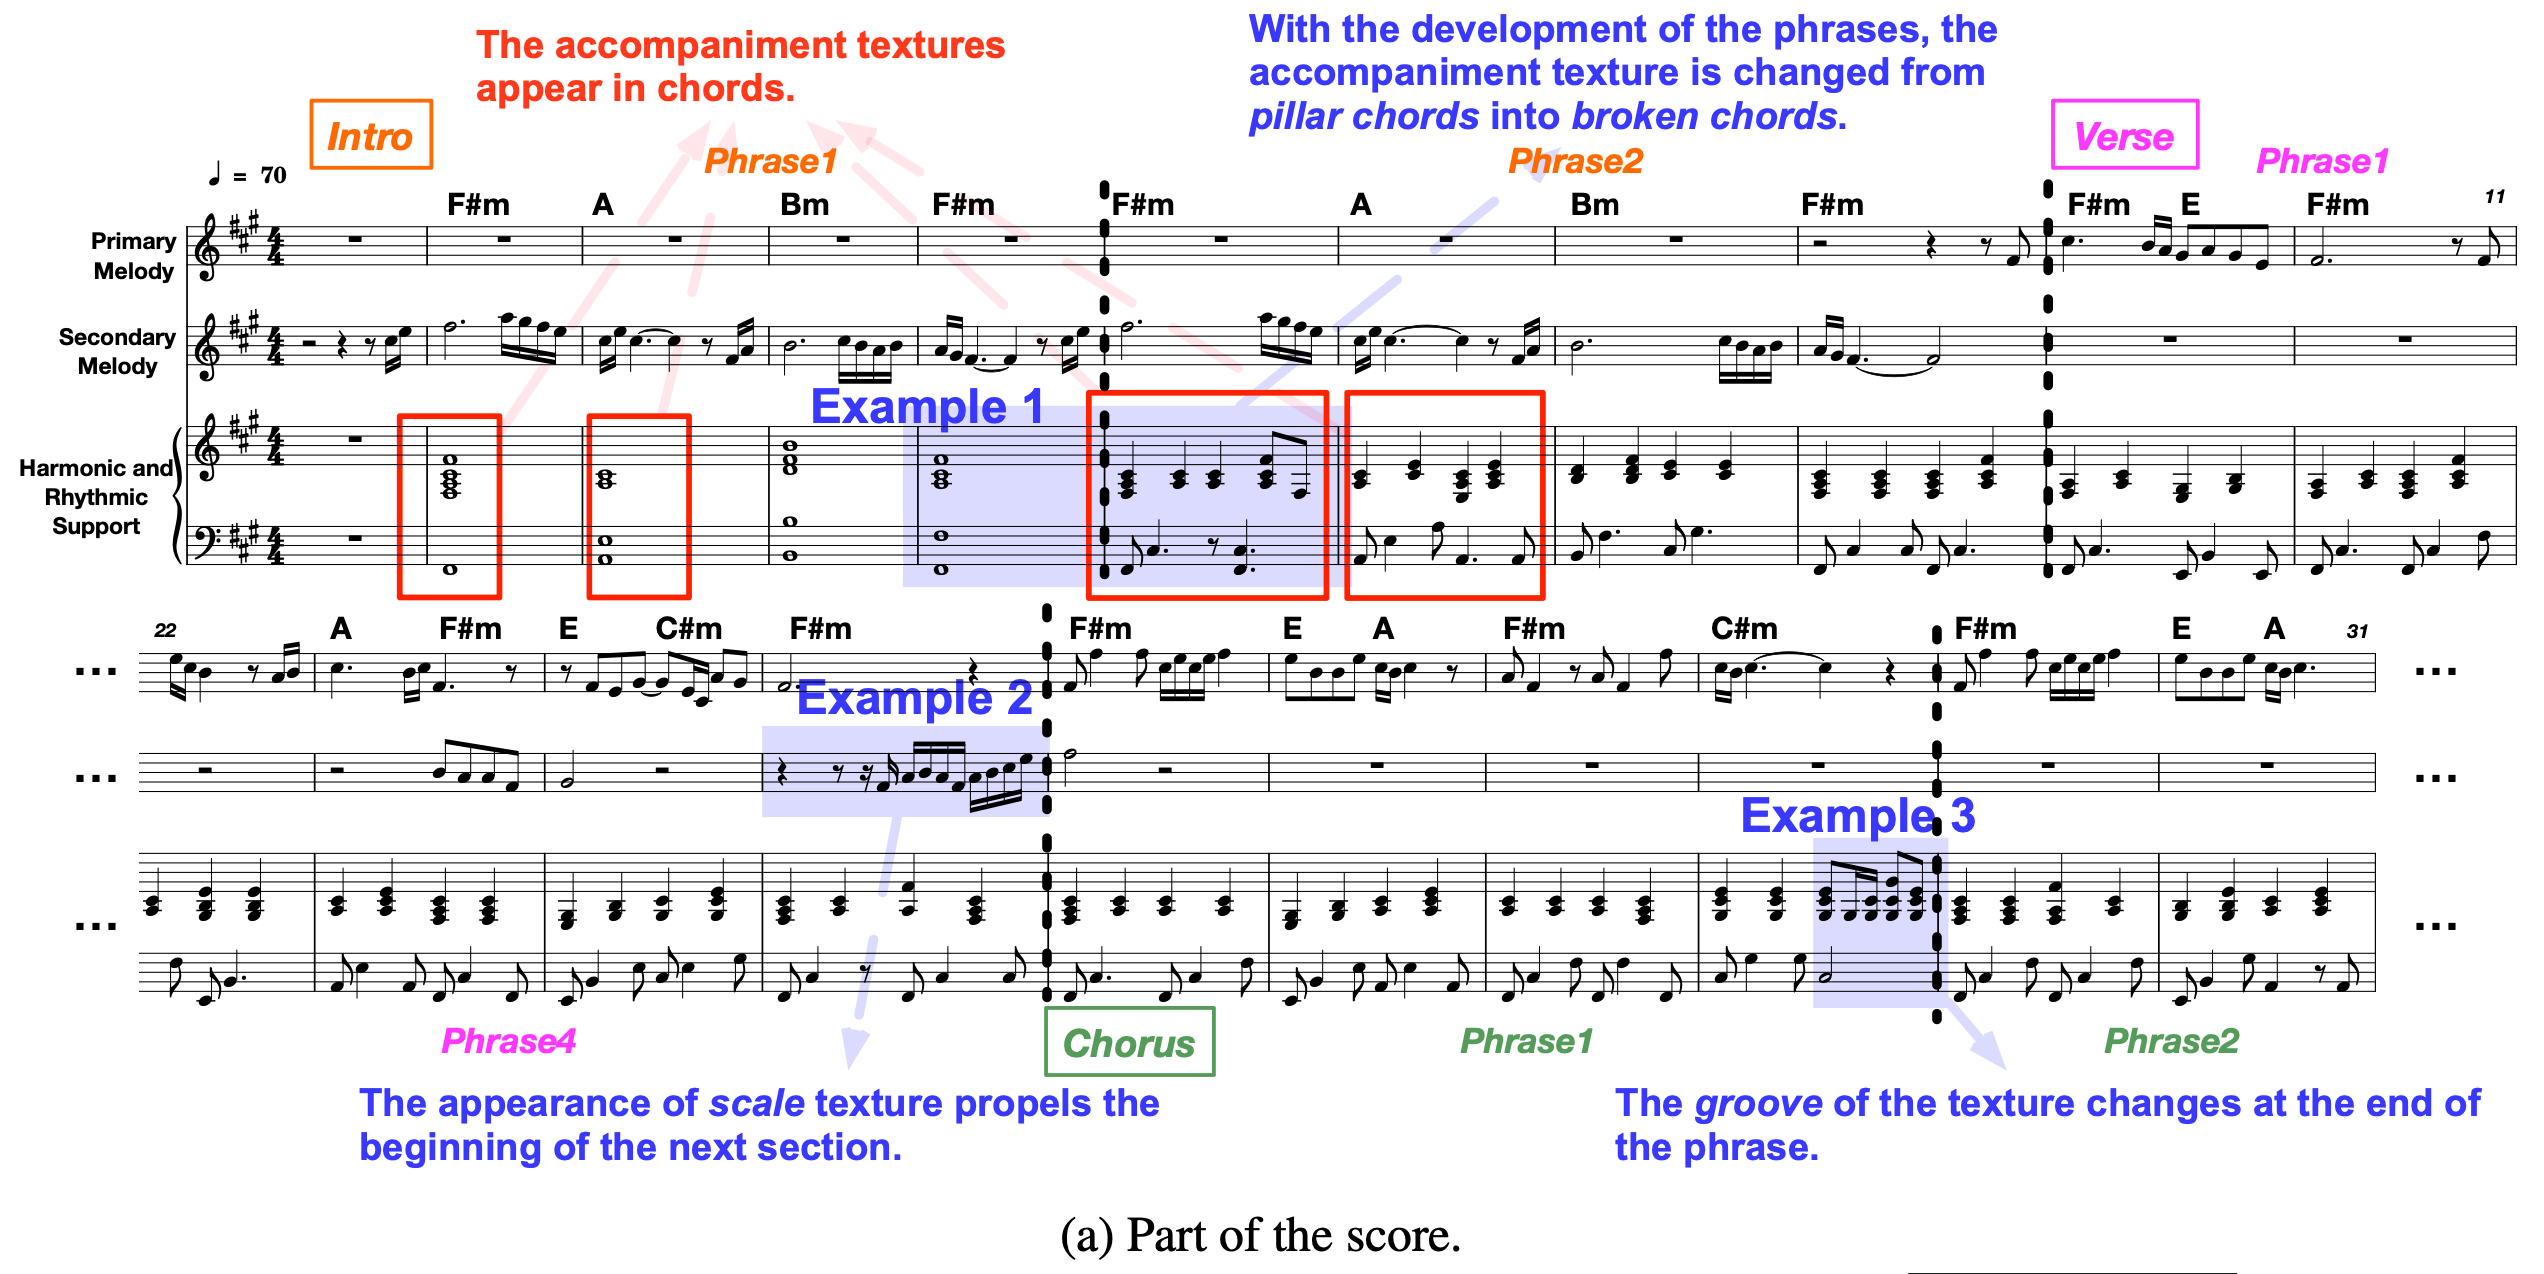 The accompaniment textures
appear in chords.
With the development of the phrases, the
accompaniment texture is changed from
pillar chords into broken chords.
Intro
Phrase1
Phrase2
Verse
Phrase1
♩ = 70
F#m A Bm F#m F#m A Bm F#m F#m E F#m 11
Primary
Melody
Secondary
Melody
Example 1
Harmonic and
Rhythmic
Support
22 A F#m E C#m F#m F#m E A F#m C#m F#m E A 31
... ...
Example 2
... ...
Example 3
... ...
Phrase4
Chorus
Phrase1
Phrase2
The appearance of scale texture propels the
beginning of the next section.
The groove of the texture changes at the end of
the phrase.
(a) Part of the score.